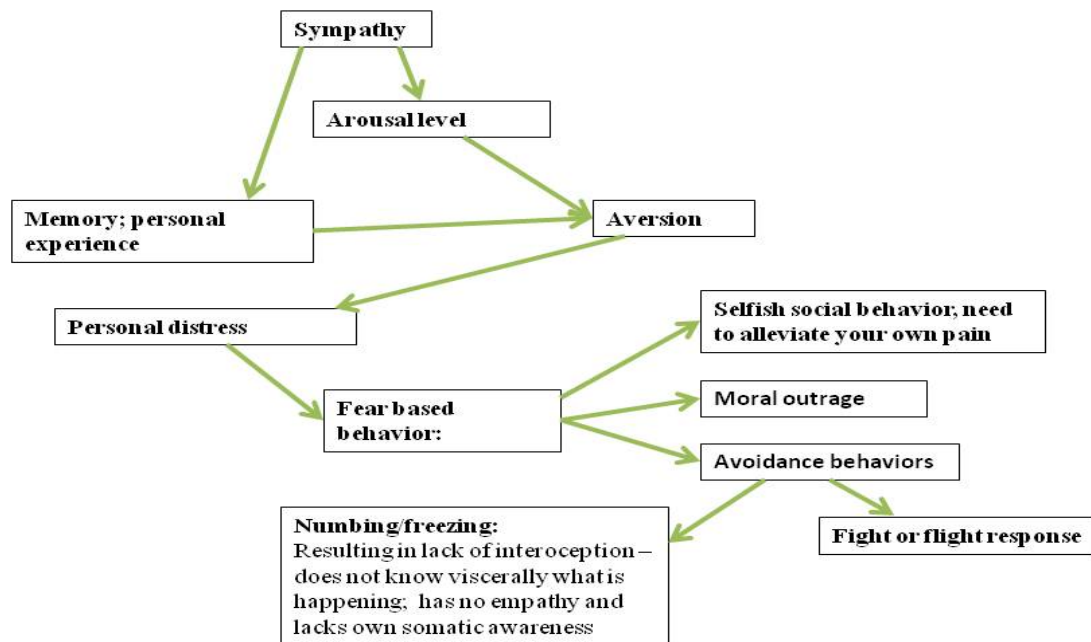 Sympathy
Arousal level
Memory; personal
experience
Aversion
Personal distress
Selfish social behavior; need
to alleviate your own pain
Fear based
behavior:
Moral outrage
Avoidance behaviors
Numbing/freezing:
Resulting in lack of interoception –
does not know viscerally what is
happening;  has no empathy and
lacks own somatic awareness
Fight or flight response